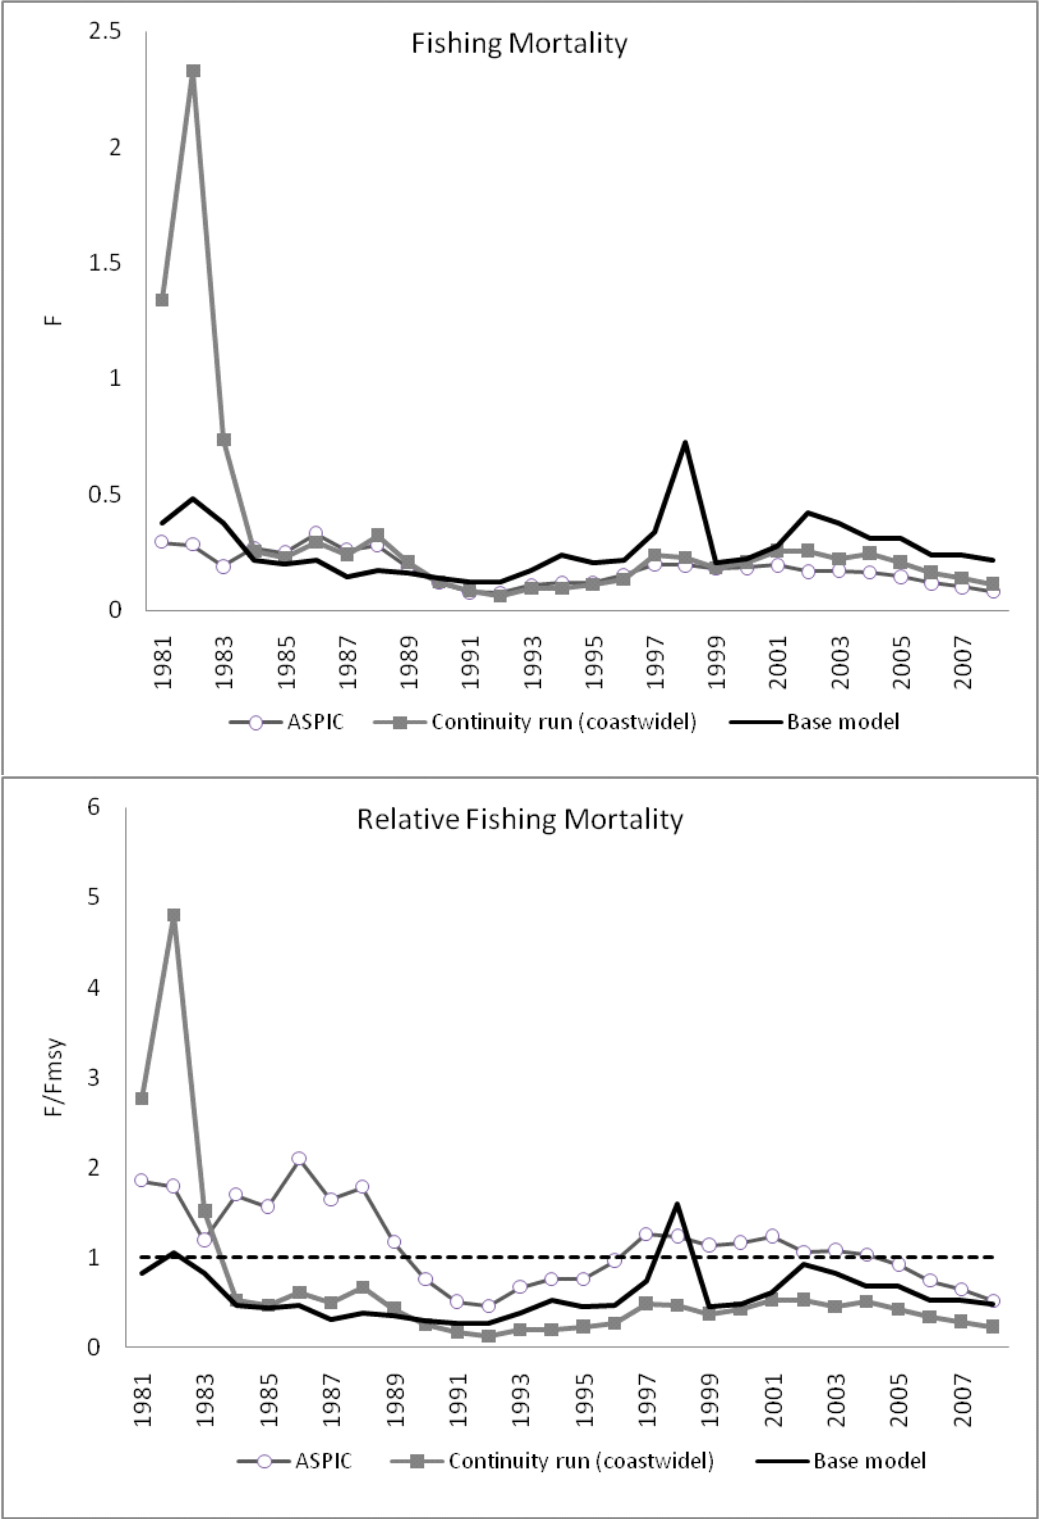 Fishing Mortality
2.5
2
1.5
1
0.5
0
F
1981 1983 1985 1987 1989 1991 1993 1995 1997 1999 2001 2003 2005 2007
ASPIC Continuity run (coastwidel) Base model
Relative Fishing Mortality
6
5
4
3
2
1
0
F/Fmsy
1981 1983 1985 1987 1989 1991 1993 1995 1997 1999 2001 2003 2005 2007
ASPIC Continuity run (coastwidel) Base model